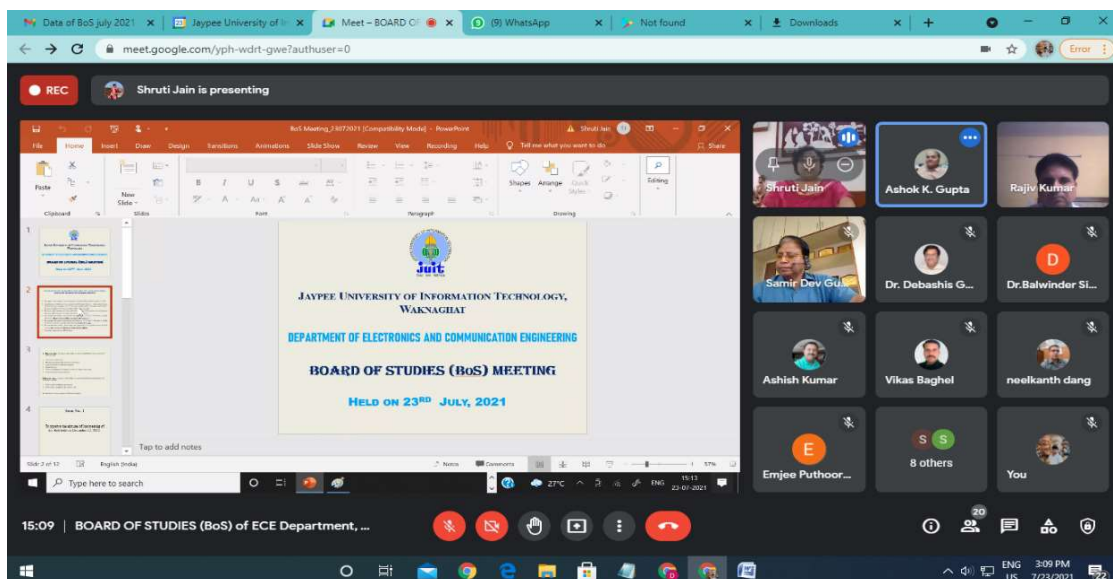 Data of BoS july 2021
Jaypee University of In
Meet – BOARD OF
(9) WhatsApp
Not found
Downloads
meet.google.com/yph-wdrt-gwe?authuser=0
Error
REC
Shruti Jain is presenting
BoS Meeting_23072021 [Compatibility Mode] - PowerPoint
Shruti Jain
File Home Insert Draw Design Transitions Animations Slide Show Review View Recording Help Tell me what you want to do
Share
Paste
New
Slide
Shapes Arrange Quick
Styles
Editing
Clipboard Slides Font Paragraph Drawing
1
2
3
4
juit
JAYPEE UNIVERSITY OF INFORMATION TECHNOLOGY,
WAKNAGHAT
DEPARTMENT OF ELECTRONICS AND COMMUNICATION ENGINEERING
BOARD OF STUDIES (BOS) MEETING
HELD ON 23RD JULY, 2021
Tap to add notes
Slide 2 of 52 English (India)
Notes Comments 57%
Type here to search
27°C
ENG
15:13
23-07-2021
Shruti Jain
Ashok K. Gupta
Rajiv Kumar
Samir Dev Gu...
Dr. Debashis G...
D
Dr.Balwinder Si...
Ashish Kumar
Vikas Baghel
neelkanth dang
E
Emjee Puthoor...
S S
8 others
You
15:09 | BOARD OF STUDIES (BoS) of ECE Department, ...
20
ENG
US
3:09 PM
7/23/2021